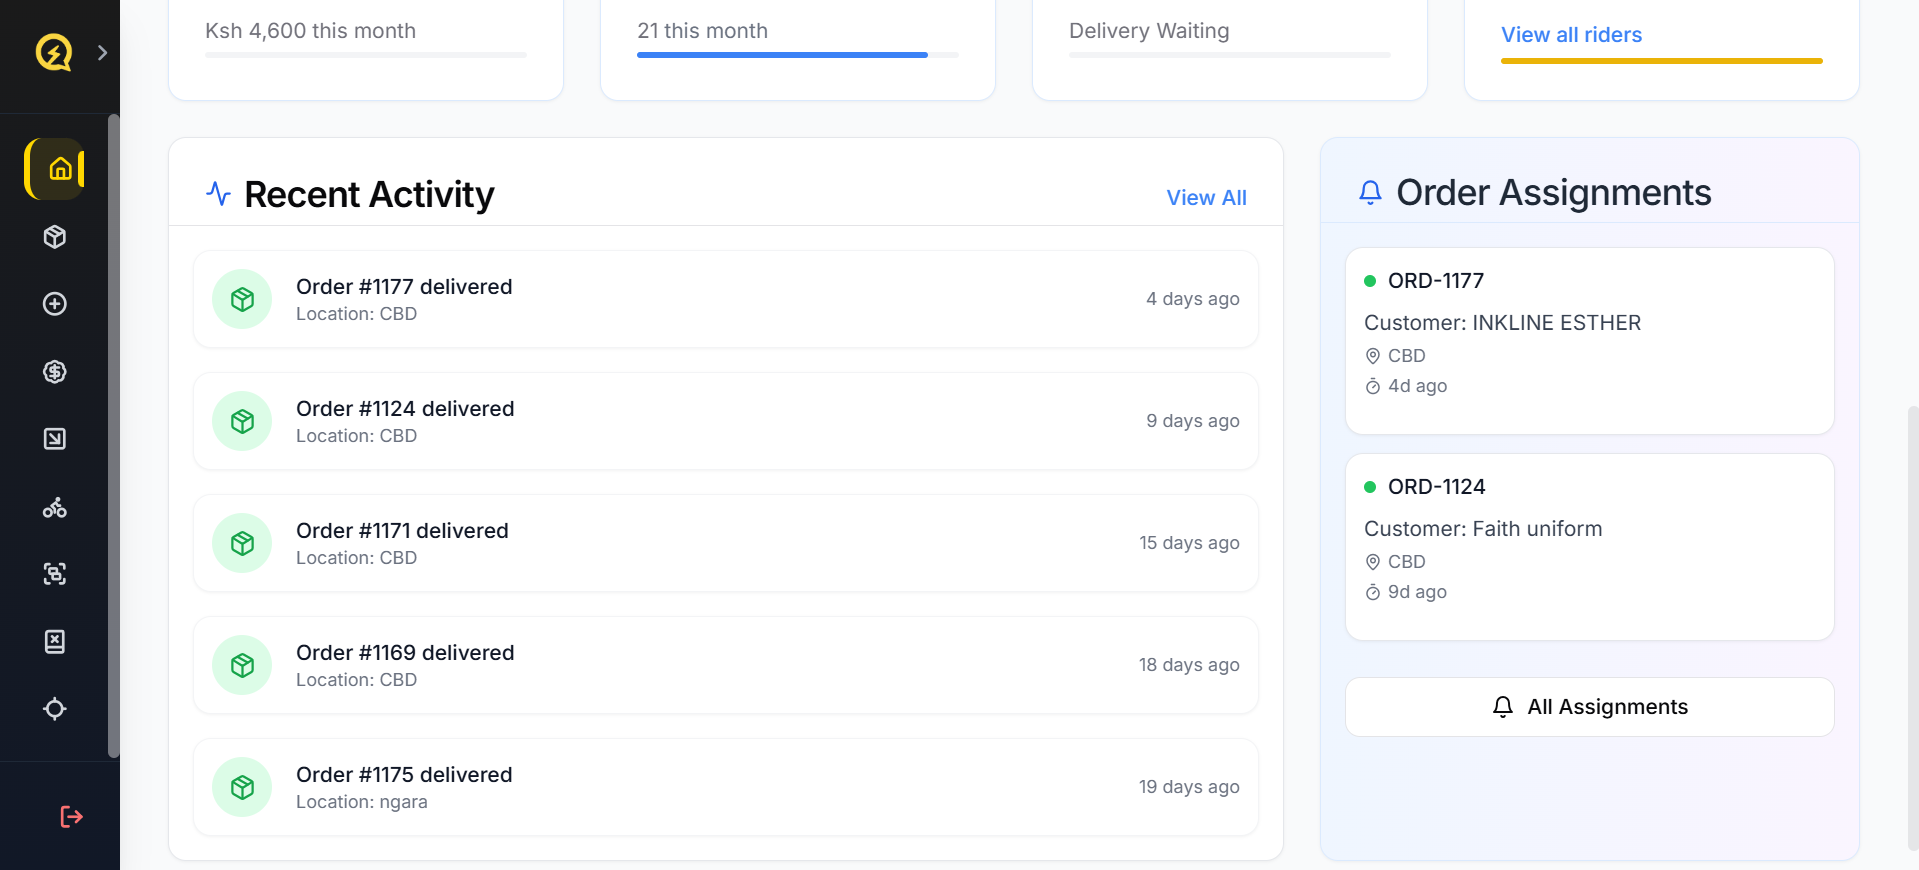 Ksh 4,600 this month
21 this month
Delivery Waiting
View all riders
Recent Activity
View All
Order #1177 delivered
Location: CBD
4 days ago
Order #1124 delivered
Location: CBD
9 days ago
Order #1171 delivered
Location: CBD
15 days ago
Order #1169 delivered
Location: CBD
18 days ago
Order #1175 delivered
Location: ngara
19 days ago
Order Assignments
ORD-1177
Customer: INKLINE ESTHER
CBD
4d ago
ORD-1124
Customer: Faith uniform
CBD
9d ago
All Assignments